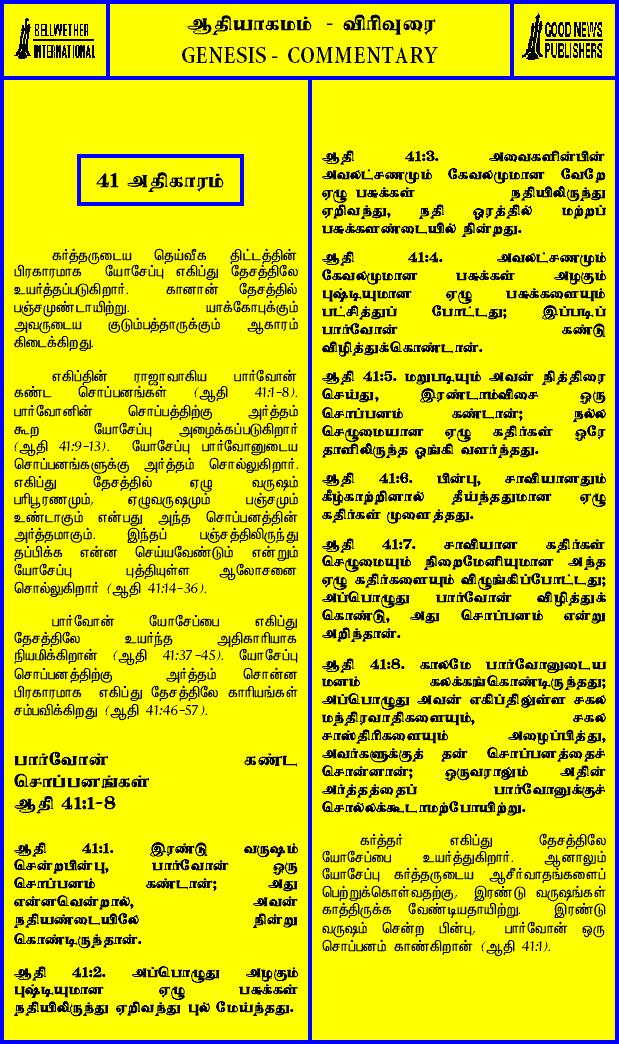 BELLWETHER
INTERNATIONAL
ஆதியாகமம் - விரிவுரை
GENESIS - COMMENTARY
GOOD NEWS
PUBLISHERS
41 அதிகாரம்
கர்த்தருடைய தெய்வீக திட்டத்தின்
பிரகாரமாக யோசேப்பு எகிப்து தேசத்திலே
உயர்த்தப்படுகிறார். கானான் தேசத்தில்
பஞ்சமுண்டாயிற்று. யாக்கோபுக்கும்
அவருடைய குடும்பத்தாருக்கும் ஆகாரம்
கிடைக்கிறது.
எகிப்தின் ராஜாவாகிய பார்வோன்
கண்ட சொப்பனங்கள் (ஆதி 41:1-8).
பார்வோனின் சொப்பத்திற்கு அர்த்தம்
கூற யோசேப்பு அழைக்கப்படுகிறார்
(ஆதி 41:9-13). யோசேப்பு பார்வோனுடைய
சொப்பனங்களுக்கு அர்த்தம் சொல்லுகிறார்.
எகிப்து தேசத்தில் ஏழு வருஷம்
பரிபூரணமும், ஏழுவருஷமும் பஞ்சமும்
உண்டாகும் என்பது அந்த சொப்பனத்தின்
அர்த்தமாகும். இந்தப் பஞ்சத்திலிருந்து
தப்பிக்க என்ன செய்யவேண்டும் என்றும்
யோசேப்பு புத்தியுள்ள ஆலோசனை
சொல்லுகிறார் (ஆதி 41:14-36).
பார்வோன் யோசேப்பை எகிப்து
தேசத்திலே உயர்ந்த அதிகாரியாக
நியமிக்கிறான் (ஆதி 41:37-45). யோசேப்பு
சொப்பனத்திற்கு அர்த்தம் சொன்ன
பிரகாரமாக எகிப்து தேசத்திலே காரியங்கள்
சம்பவிக்கிறது (ஆதி 41:46-57).
பார்வோன் கண்ட
சொப்பனங்கள்
ஆதி 41:1-8
ஆதி 41:1. இரண்டு வருஷம்
சென்றபின்பு, பார்வோன் ஒரு
சொப்பனம் கண்டான்; அது
என்னவென்றால், அவன்
நதியண்டையிலே நின்று
கொண்டிருந்தான்.
ஆதி 41:2. அப்பொழுது அழகும்
புஷ்டியுமான ஏழு பசுக்கள்
நதியிலிருந்து ஏறிவந்து புல் மேய்ந்தது.
ஆதி 41:3. அவைகளின்பின்
அவலட்சணமும் கேவலமுமான வேறே
ஏழு பசுக்கள் நதியிலிருந்து
ஏறிவந்து, நதி ஓரத்தில் மற்றப்
பசுக்களண்டையில் நின்றது.
ஆதி 41:4. அவலட்சணமும்
கேவலமுமான பசுக்கள் அழகும்
புஷ்டியுமான ஏழு பசுக்களையும்
பட்சித்துப் போட்டது; இப்படிப்
பார்வோன் கண்டு
விழித்துக்கொண்டான்.
ஆதி 41:5. மறுபடியும் அவன் நித்திரை
செய்து, இரண்டாம்விசை ஒரு
சொப்பனம் கண்டான்; நல்ல
செழுமையான ஏழு கதிர்கள் ஒரே
தாளிலிருந்த ஓங்கி வளர்ந்தது.
ஆதி 41:6. பின்பு, சாவியானதும்
கீழ்காற்றினால் தீய்ந்ததுமான ஏழு
கதிர்கள் முளைத்தது.
ஆதி 41:7. சாவியான கதிர்கள்
செழுமையும் நிறைமேனியுமான அந்த
ஏழு கதிர்களையும் விழுங்கிப்போட்டது;
அப்பொழுது பார்வோன் விழித்துக்
கொண்டு, அது சொப்பனம் என்று
அறிந்தான்.
ஆதி 41:8. காலமே பார்வோனுடைய
மனம் கலக்கங்கொண்டிருந்தது;
அப்பொழுது அவன் எகிப்திலுள்ள சகல
மந்திரவாதிகளையும், சகல
சாஸ்திரிகளையும் அழைப்பித்து,
அவர்களுக்குத் தன் சொப்பனத்தைச்
சொன்னான்; ஒருவராலும் அதின்
அர்த்தத்தைப் பார்வோனுக்குச்
சொல்லக்கூடாமற்போயிற்று.
கர்த்தர் எகிப்து தேசத்திலே
யோசேப்பை உயர்த்துகிறார். ஆனாலும்
யோசேப்பு கர்த்தருடைய ஆசீர்வாதங்களைப்
பெற்றுக்கொள்வதற்கு, இரண்டு வருஷங்கள்
காத்திருக்க வேண்டியதாயிற்று. இரண்டு
வருஷம் சென்ற பின்பு, பார்வோன் ஒரு
சொப்பனம் காண்கிறான் (ஆதி 41:1).